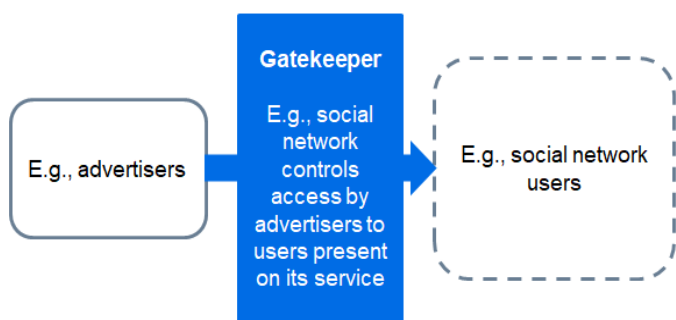 E.g., advertisers
Gatekeeper
E.g., social
network
controls
access by
advertisers to
users present
on its service
E.g., social network
users